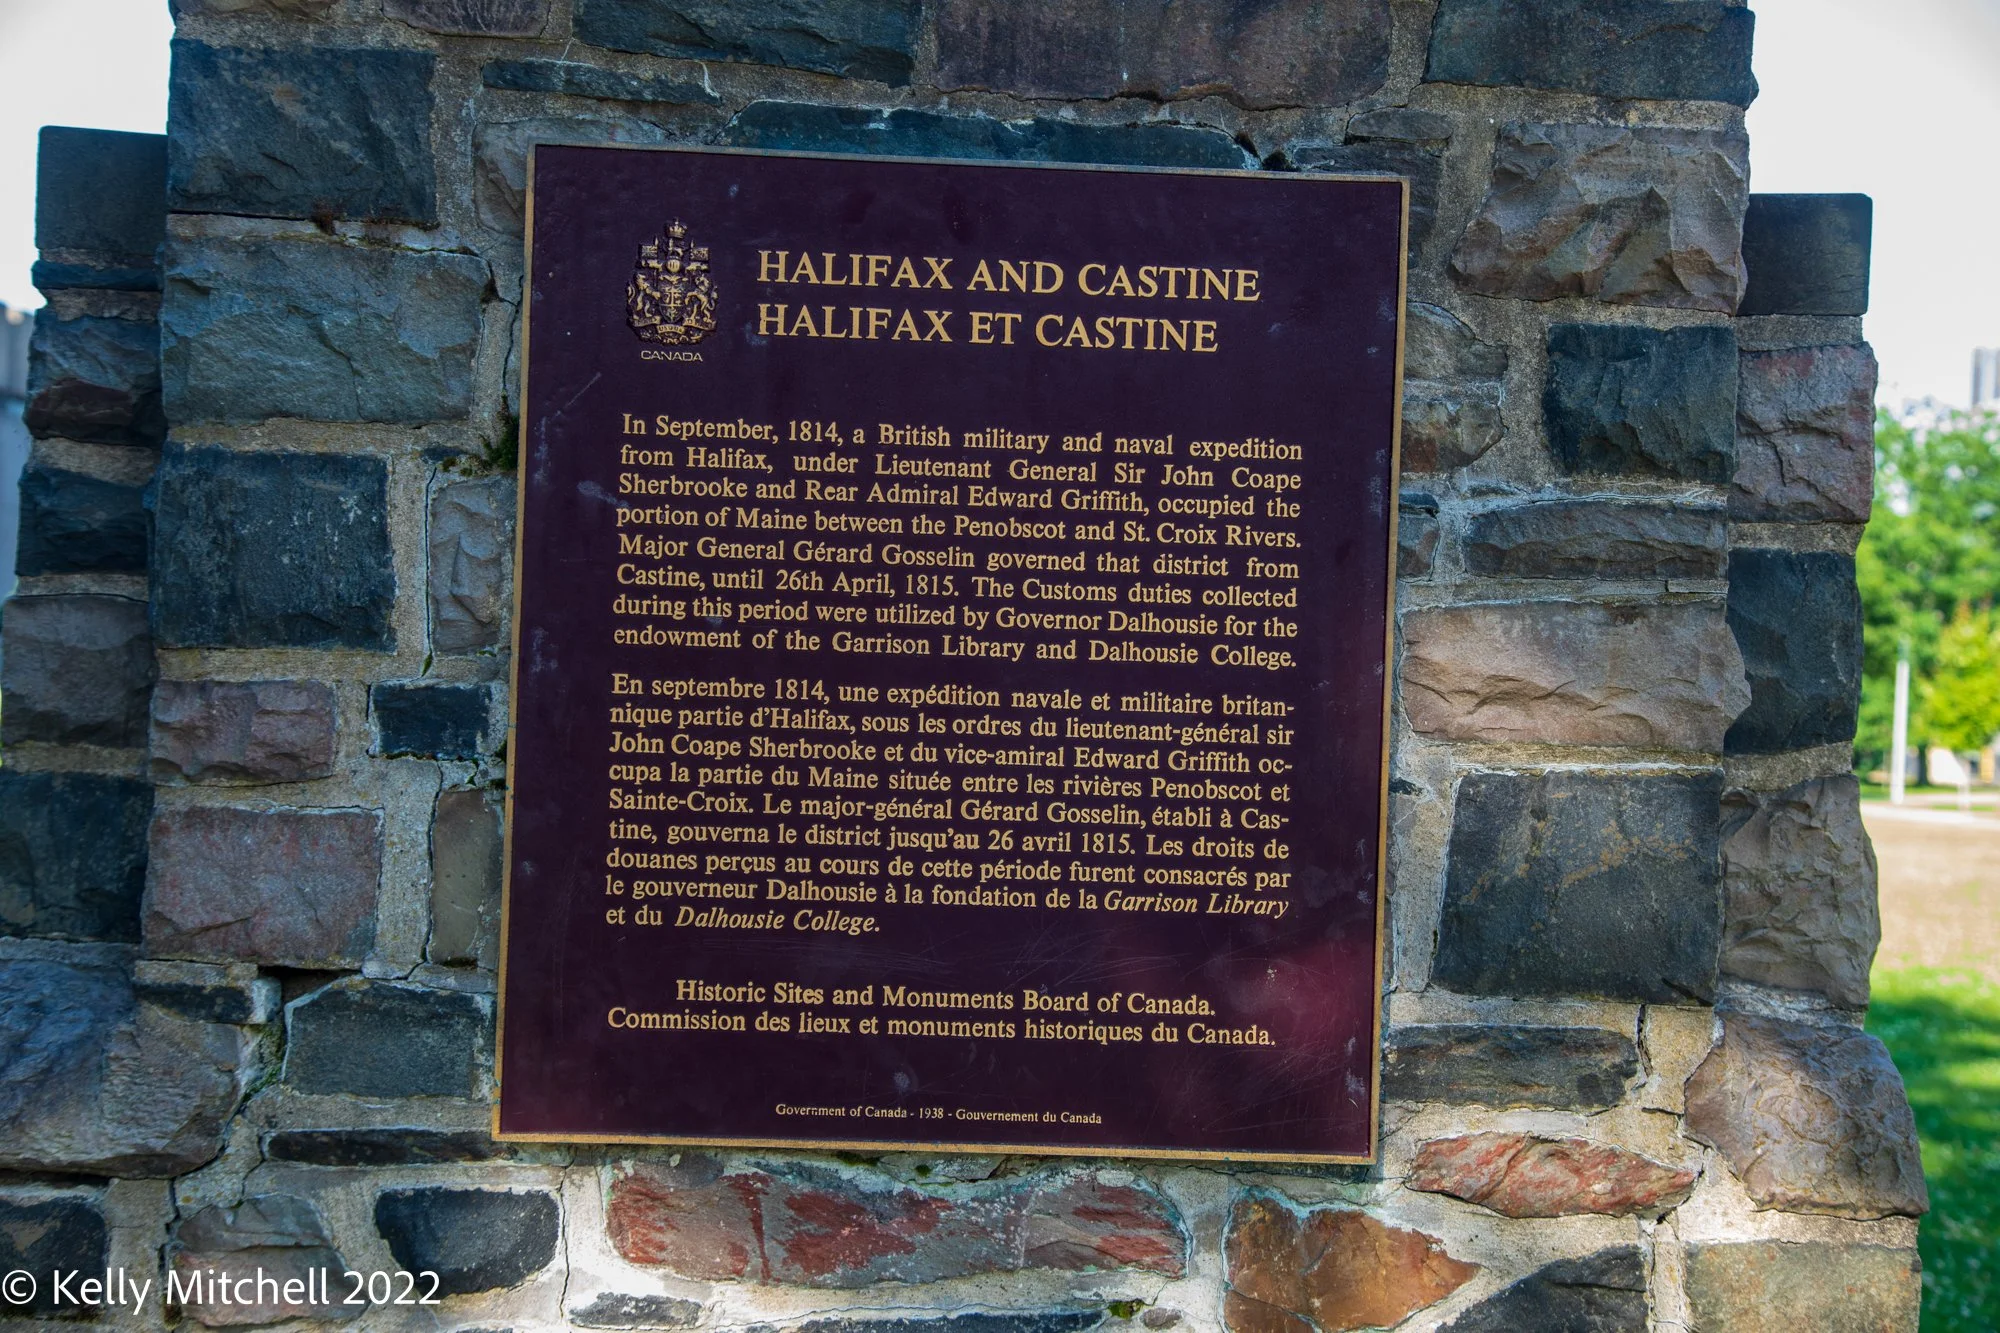 HALIFAX AND CASTINE
HALIFAX ET CASTINE
CANADA
In September, 1814, a British military and naval expedition
from Halifax, under Lieutenant General Sir John Coape
Sherbrooke and Rear Admiral Edward Griffith, occupied the
portion of Maine between the Penobscot and St. Croix Rivers.
Major General Gérard Gosselin governed that district from
Castine, until 26th April, 1815. The Customs duties collected
during this period were utilized by Governor Dalhousie for the
endowment of the Garrison Library and Dalhousie College.
En septembre 1814, une expédition navale et militaire britan-
nique partie d'Halifax, sous les ordres du lieutenant-général sir
John Coape Sherbrooke et du vice-amiral Edward Griffith oc-
cupa la partie du Maine située entre les rivières Penobscot et
Sainte-Croix. Le major-général Gérard Gosselin, établi à Cas-
tine, gouverna le district jusqu'au 26 avril 1815. Les droits de
douanes perçus au cours de cette période furent consacrés par
le gouverneur Dalhousie à la fondation de la Garrison Library
et du Dalhousie College.
Historic Sites and Monuments Board of Canada.
Commission des lieux et monuments historiques du Canada.
Government of Canada - 1938 - Gouvernement du Canada
© Kelly Mitchell 2022